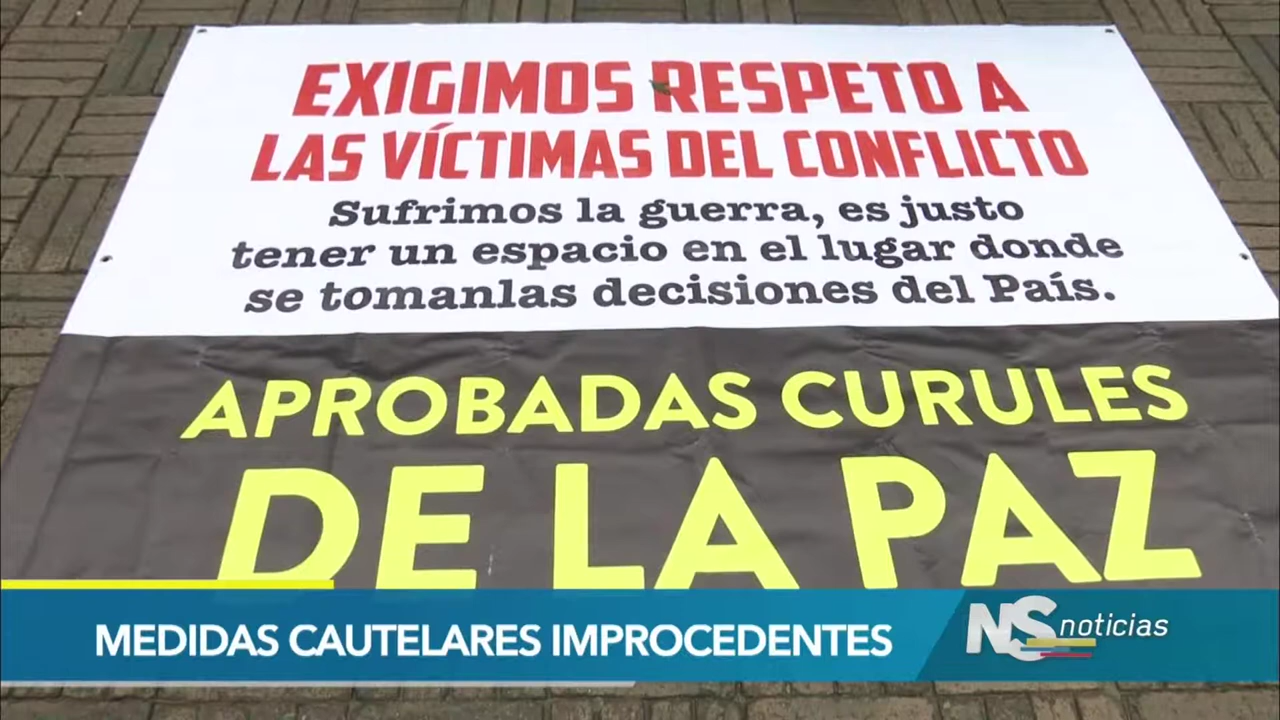 EXIGIMOS RESPETO A
LAS VÍCTIMAS DEL CONFLICTO
Sufrimos la guerra, es justo
tener un espacio en el lugar donde
se tomanlas decisiones del País.
APROBADAS CURULES
DE LA PAZ
MEDIDAS CAUTELARES IMPROCEDENTES
NS noticias